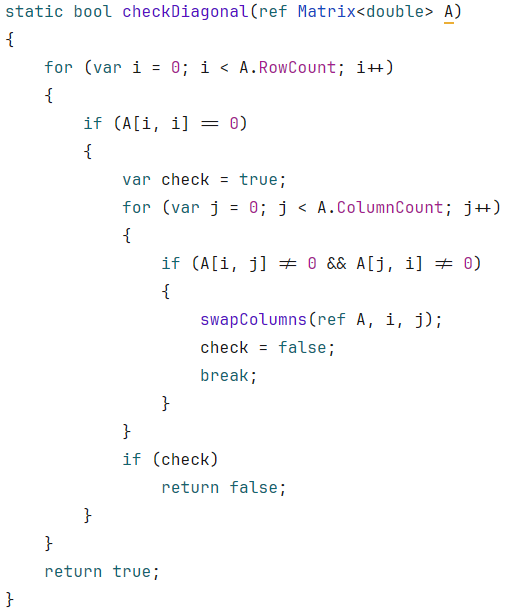 static bool checkDiagonal(ref Matrix<double> A)
{
    for (var i = 0; i < A.RowCount; i++)
    {
        if (A[i, i] == 0)
        {
            var check = true;
            for (var j = 0; j < A.ColumnCount; j++)
            {
                if (A[i, j] != 0 && A[j, i] != 0)
                {
                    swapColumns(ref A, i, j);
                    check = false;
                    break;
                }
            }
            if (check)
                return false;
        }
    }
    return true;
}